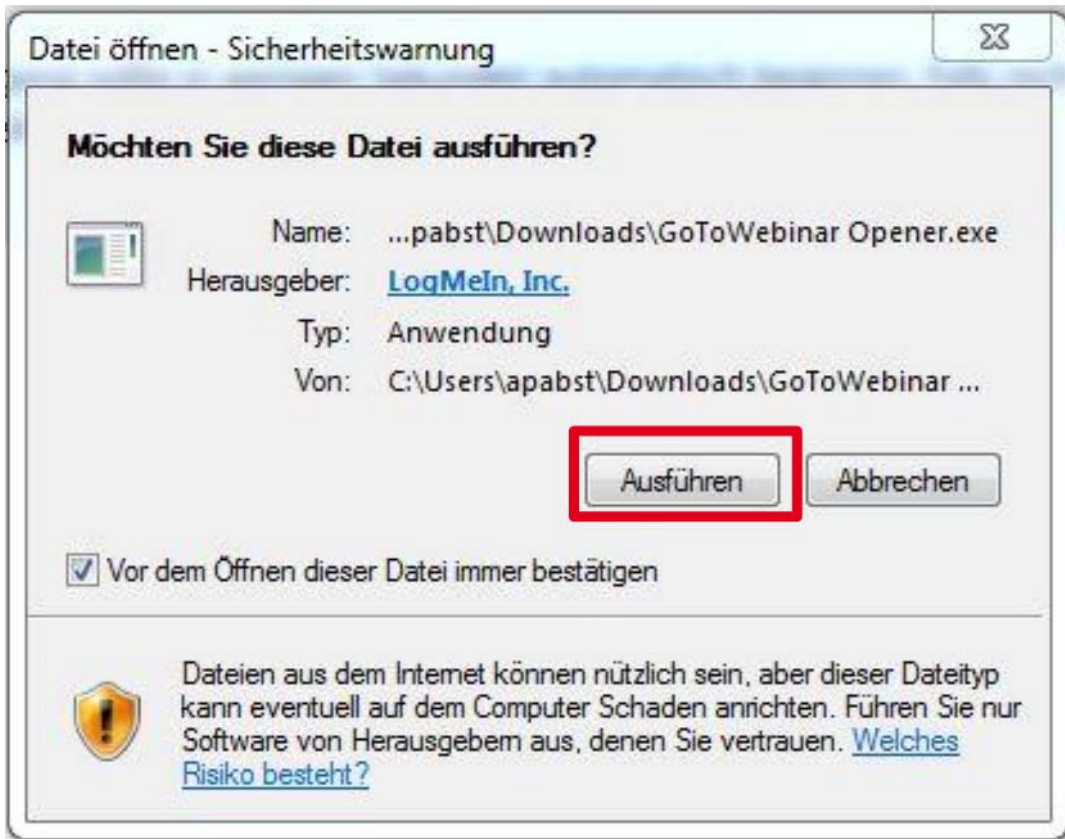 Datei öffnen - Sicherheitswarnung
Möchten Sie diese Datei ausführen?
Name: ...pabst\Downloads\GoToWebinar Opener.exe
Herausgeber: LogMeIn, Inc.
Typ: Anwendung
Von: C:\Users\apabst\Downloads\GoToWebinar ...
Ausführen Abbrechen
Vor dem Öffnen dieser Datei immer bestätigen
Dateien aus dem Internet können nützlich sein, aber dieser Dateityp
kann eventuell auf dem Computer Schaden anrichten. Führen Sie nur
Software von Herausgebern aus, denen Sie vertrauen. Welches
Risiko besteht?